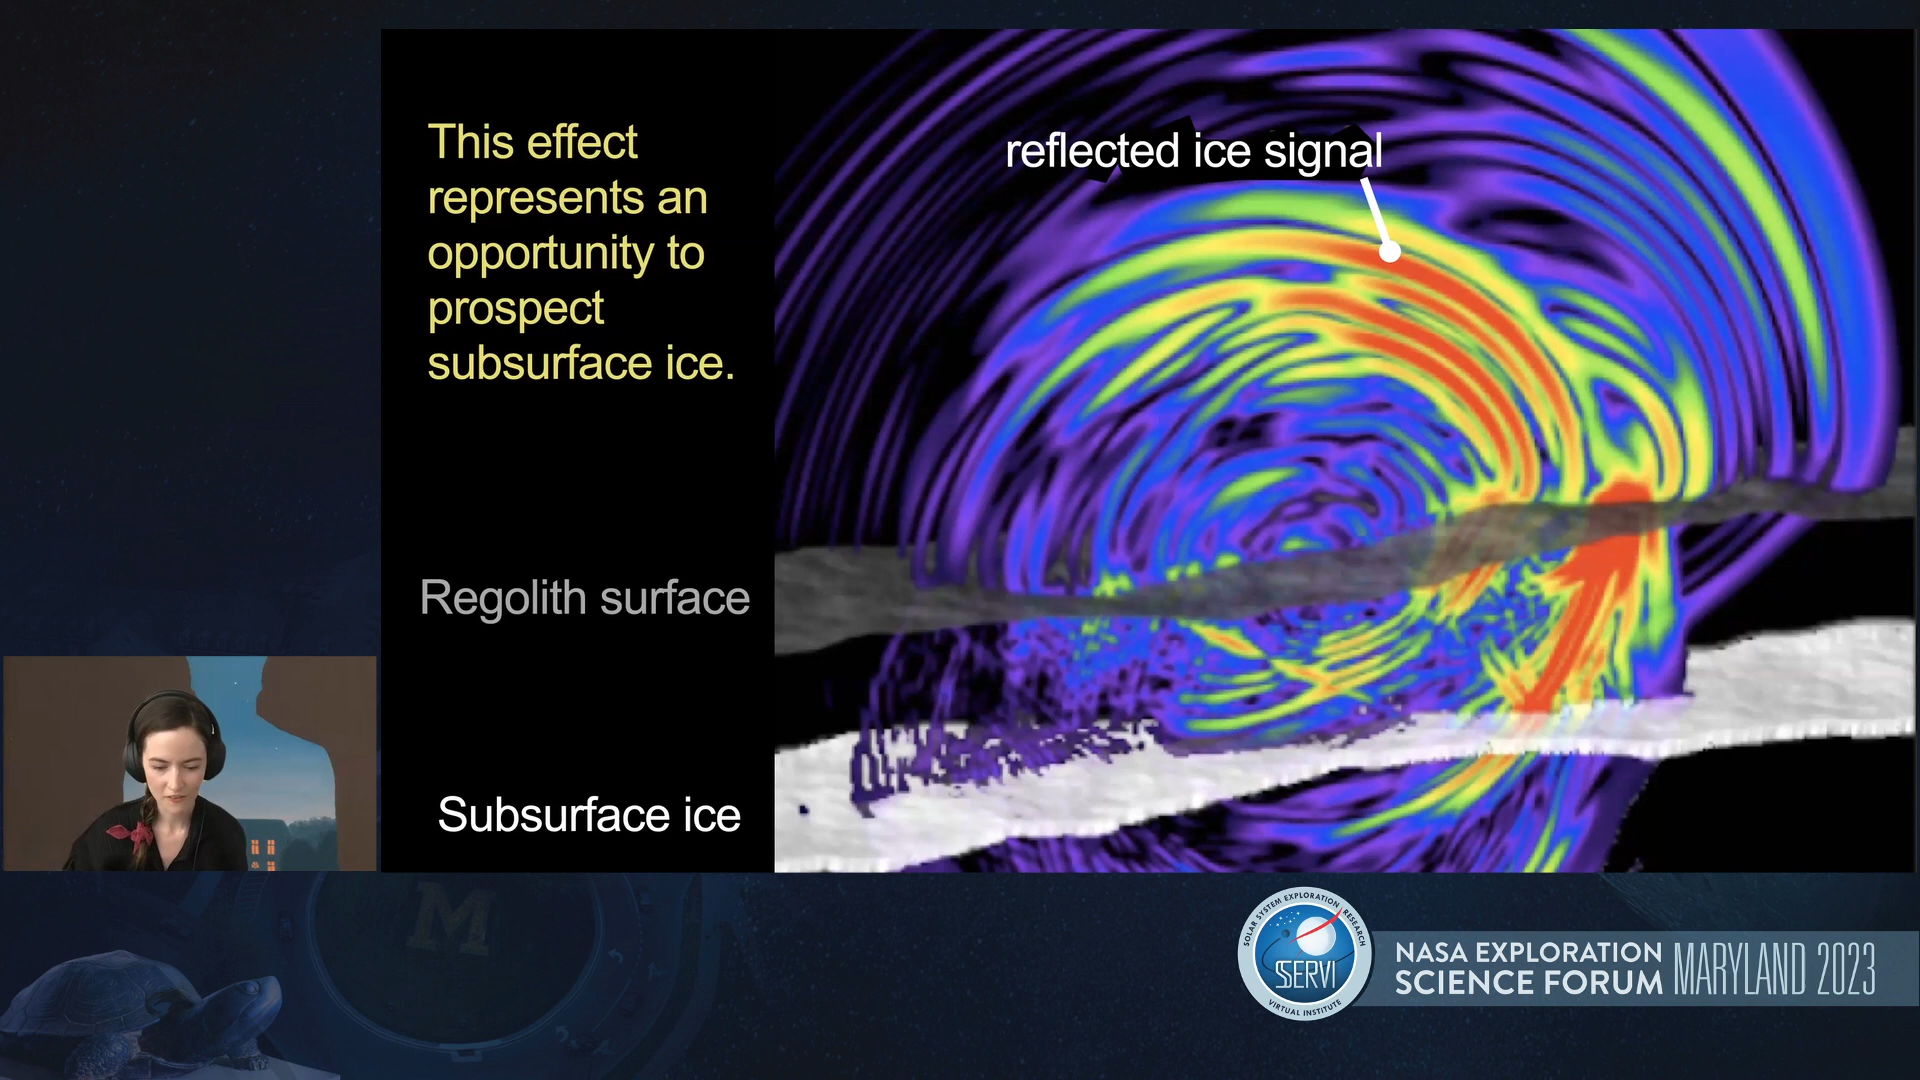 This effect
represents an
opportunity to
prospect
subsurface ice.
reflected ice signal
Regolith surface
Subsurface ice
M
SOLAR SYSTEM EXPLORATION RESEARCH
SSERVI
VIRTUAL INSTITUTE
NASA EXPLORATION
SCIENCE FORUM
MARYLAND 2023